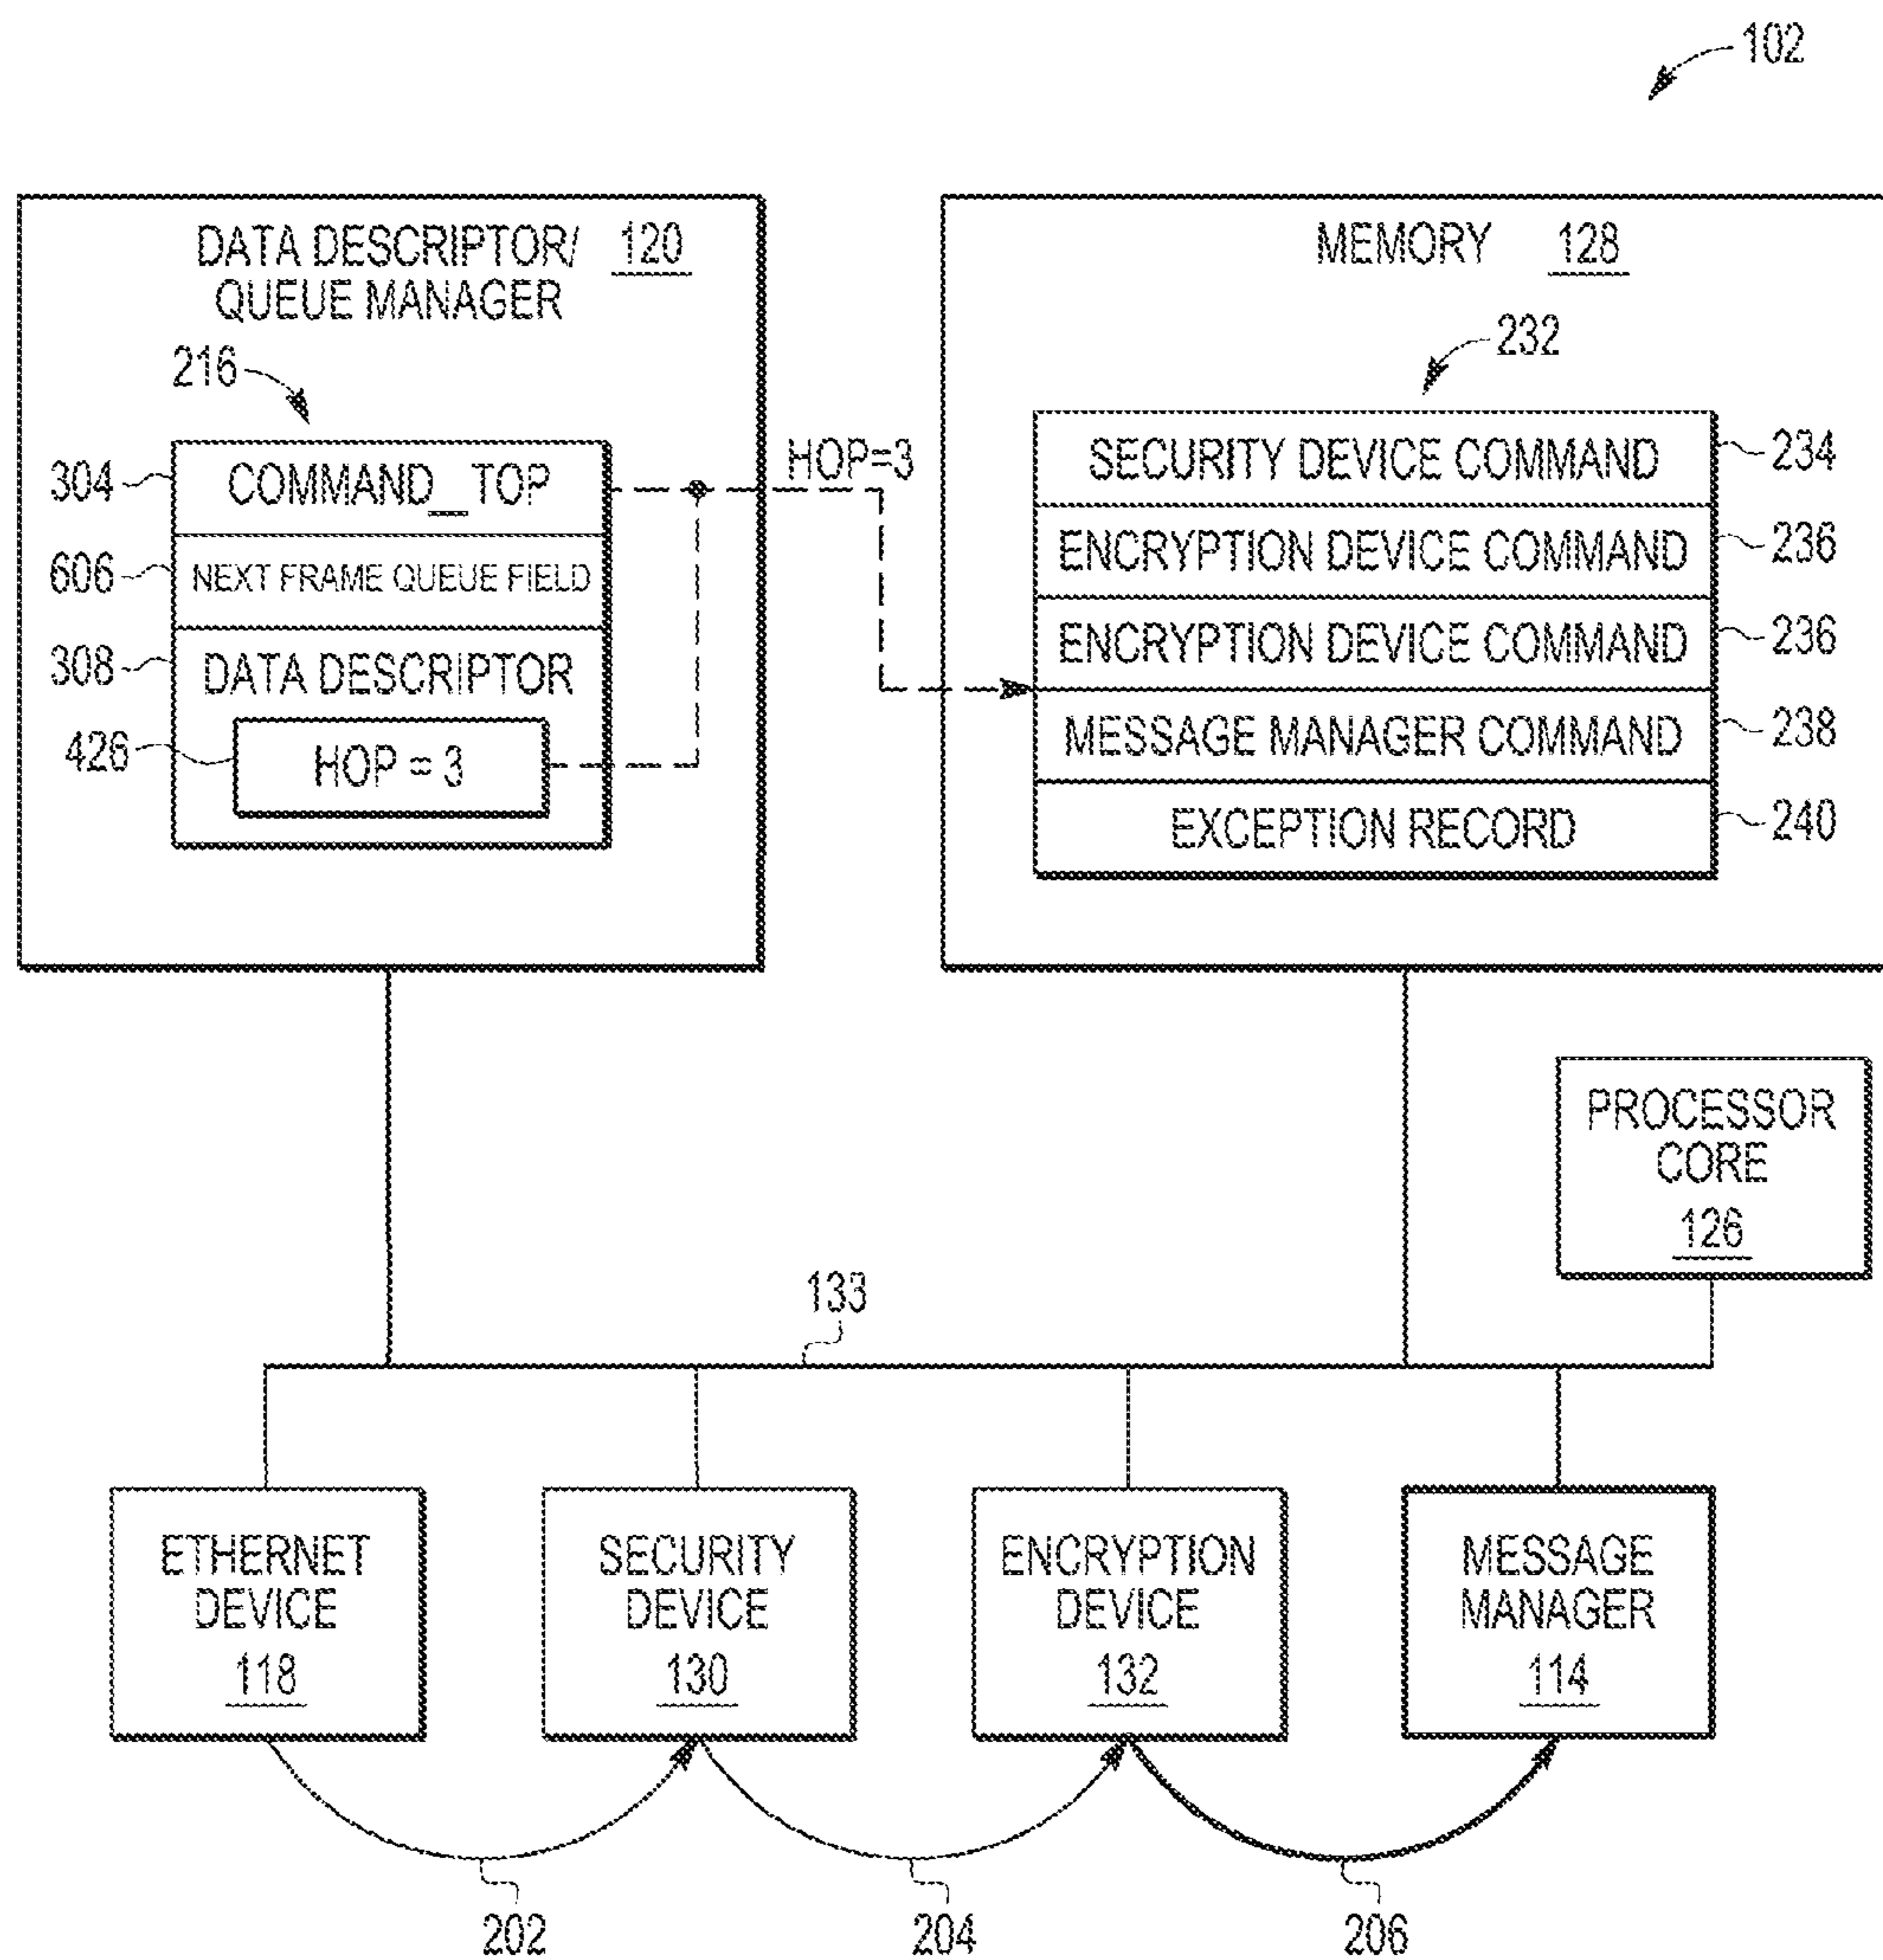 102
DATA DESCRIPTOR/ 120
QUEUE MANAGER
MEMORY 128
216
232
304
COMMAND_TOP
HOP=3
SECURITY DEVICE COMMAND
234
606
NEXT FRAME QUEUE FIELD
ENCRYPTION DEVICE COMMAND
236
308
DATA DESCRIPTOR
ENCRYPTION DEVICE COMMAND
236
426
HOP = 3
MESSAGE MANAGER COMMAND
238
EXCEPTION RECORD
240
PROCESSOR
CORE
126
133
ETHERNET
DEVICE
118
SECURITY
DEVICE
130
ENCRYPTION
DEVICE
132
MESSAGE
MANAGER
114
202
204
206